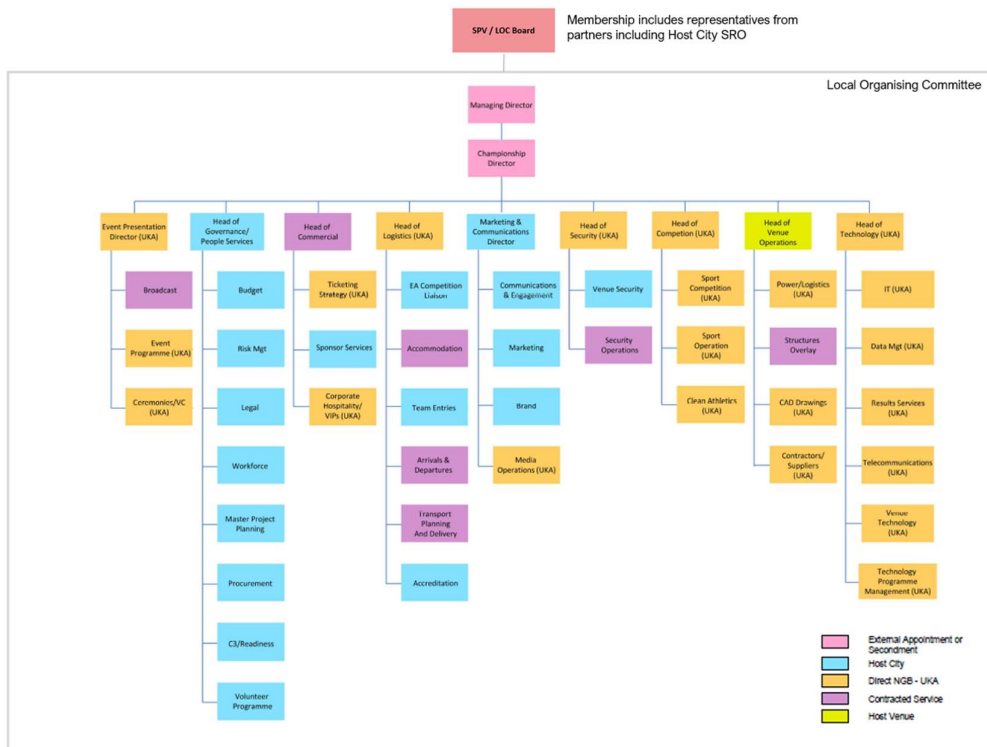 SPV / LOC Board
Membership includes representatives from
partners including Host City SRO
Local Organising Committee
Managing Director
Championship
Director
Event Presentation
Director (UKA)
Head of
Governance/
People Services
Head of
Commercial
Head of
Logistics (UKA)
Marketing &
Communications
Director
Head of
Security (UKA)
Head of
Competion (UKA)
Head of
Venue
Operations
Head of
Technology (UKA)
Broadcast
Budget
Ticketing
Strategy (UKA)
EA Competition
Liaison
Communications
& Engagement
Venue Security
Sport
Competition
(UKA)
Power/Logistics
(UKA)
IT (UKA)
Event
Programme (UKA)
Risk Mgt
Sponsor Services
Accommodation
Marketing
Security
Operations
Sport
Operation
(UKA)
Structures
Overlay
Data Mgt (UKA)
Ceremonies/VC
(UKA)
Legal
Corporate
Hospitality/
VIPs (UKA)
Team Entries
Brand
Clean Athletics
(UKA)
CAD Drawings
(UKA)
Results Services
(UKA)
Workforce
Arrivals &
Departures
Media
Operations (UKA)
Contractors/
Suppliers
(UKA)
Telecommunications
(UKA)
Master Project
Planning
Transport
Planning
And Delivery
Venue
Technology
(UKA)
Procurement
Accreditation
Technology
Programme
Management (UKA)
C3/Readiness
Volunteer
Programme
External Appointment or
Secondment
Host City
Direct NGB - UKA
Contracted Service
Host Venue